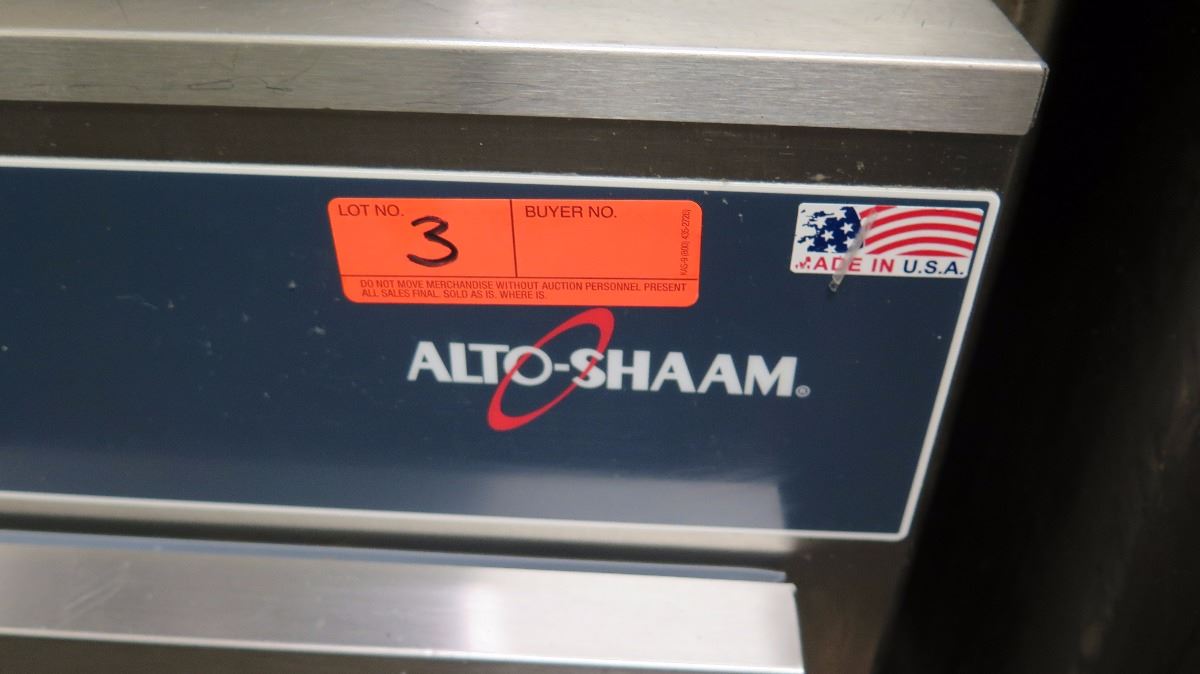 LOT NO.
3
BUYER NO.
DO NOT MOVE MERCHANDISE WITHOUT AUCTION PERSONNEL PRESENT
ALL SALES FINAL. SOLD AS IS. WHERE IS.
MADE IN U.S.A.
ALTO-SHAAM®